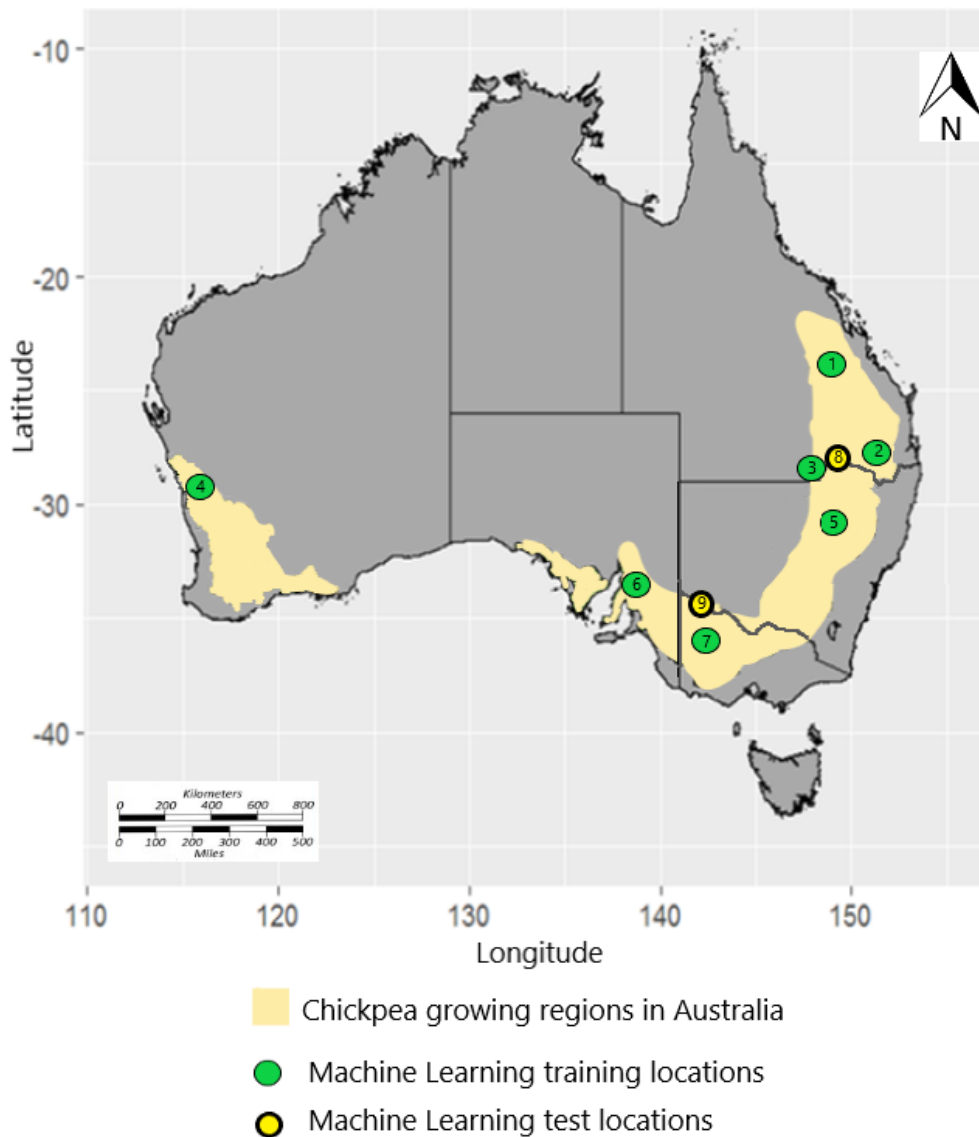 -10
N
-20
1
2
8
3
4
5
6
9
7
-30
-40
Latitude
Kilometers
0 200 400 600 800
0 100 200 300 400 500
Miles
110 120 130 140 150
Longitude
Chickpea growing regions in Australia
Machine Learning training locations
Machine Learning test locations